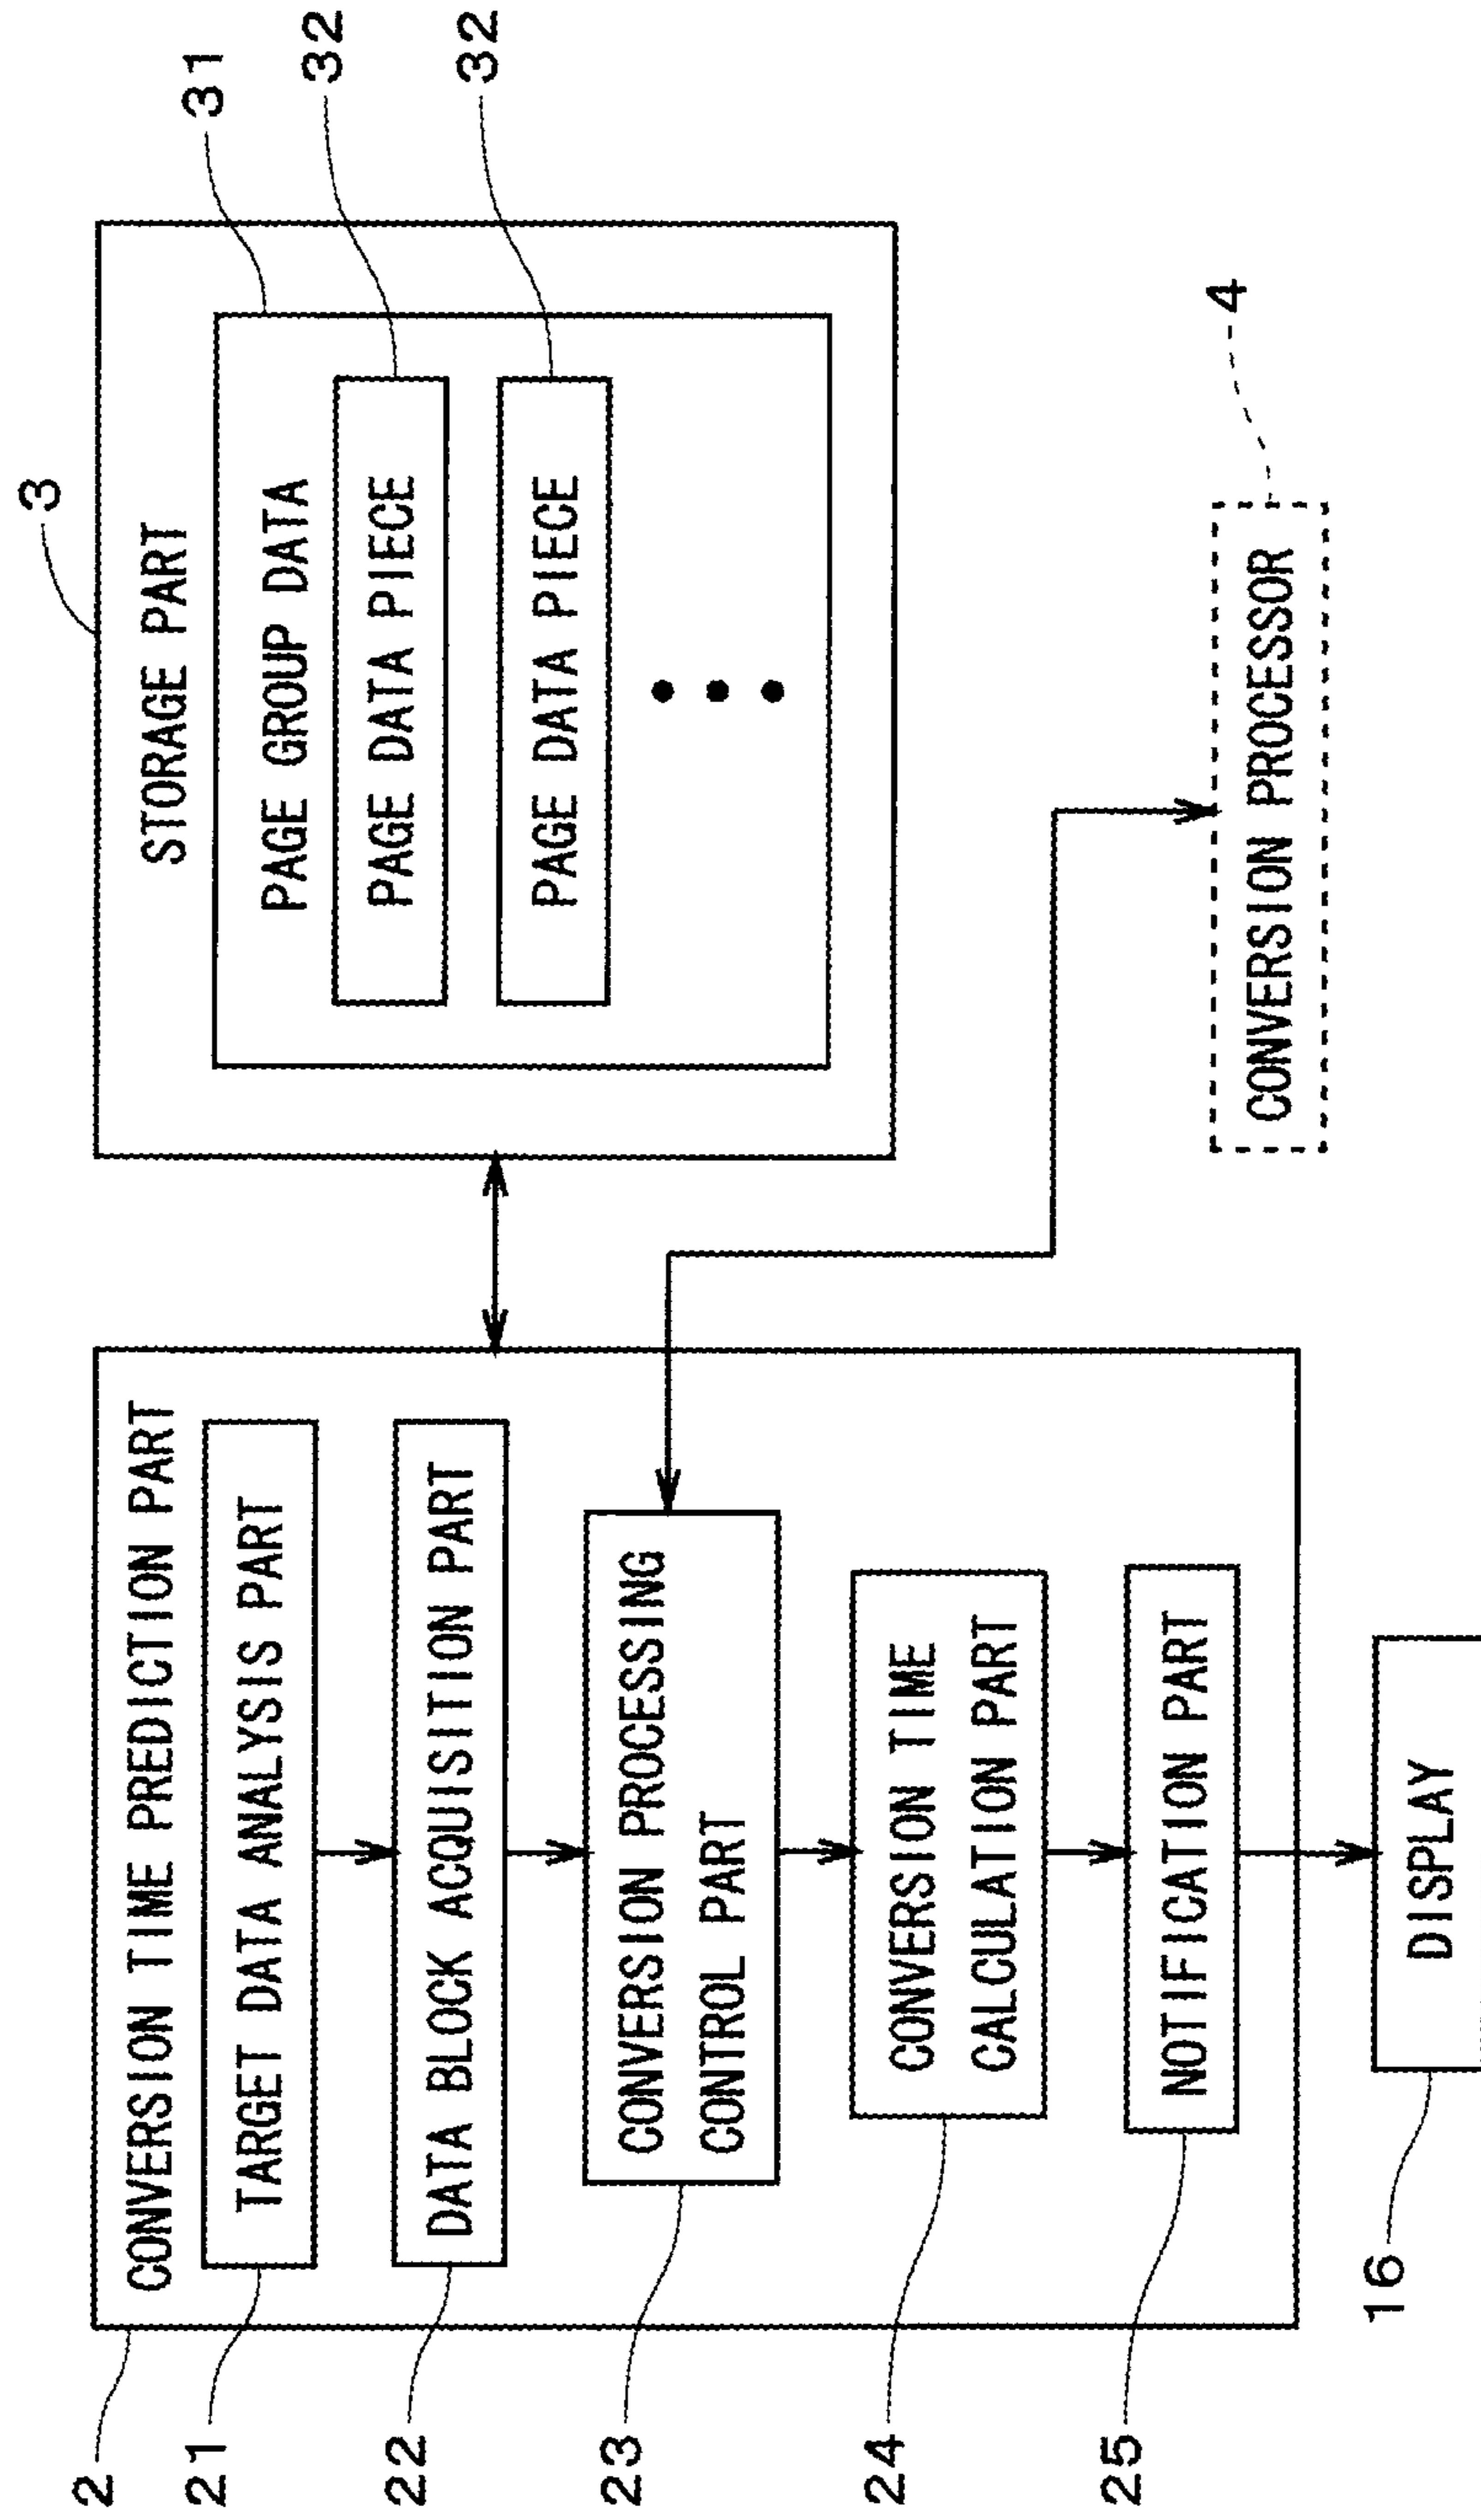 2
CONVERSION TIME PREDICTION PART
21
TARGET DATA ANALYSIS PART
22
DATA BLOCK ACQUISITION PART
23
CONVERSION PROCESSING
CONTROL PART
24
CONVERSION TIME
CALCULATION PART
25
NOTIFICATION PART
16
DISPLAY
3
STORAGE PART
31
PAGE GROUP DATA
32
PAGE DATA PIECE
32
PAGE DATA PIECE
4
CONVERSION PROCESSOR